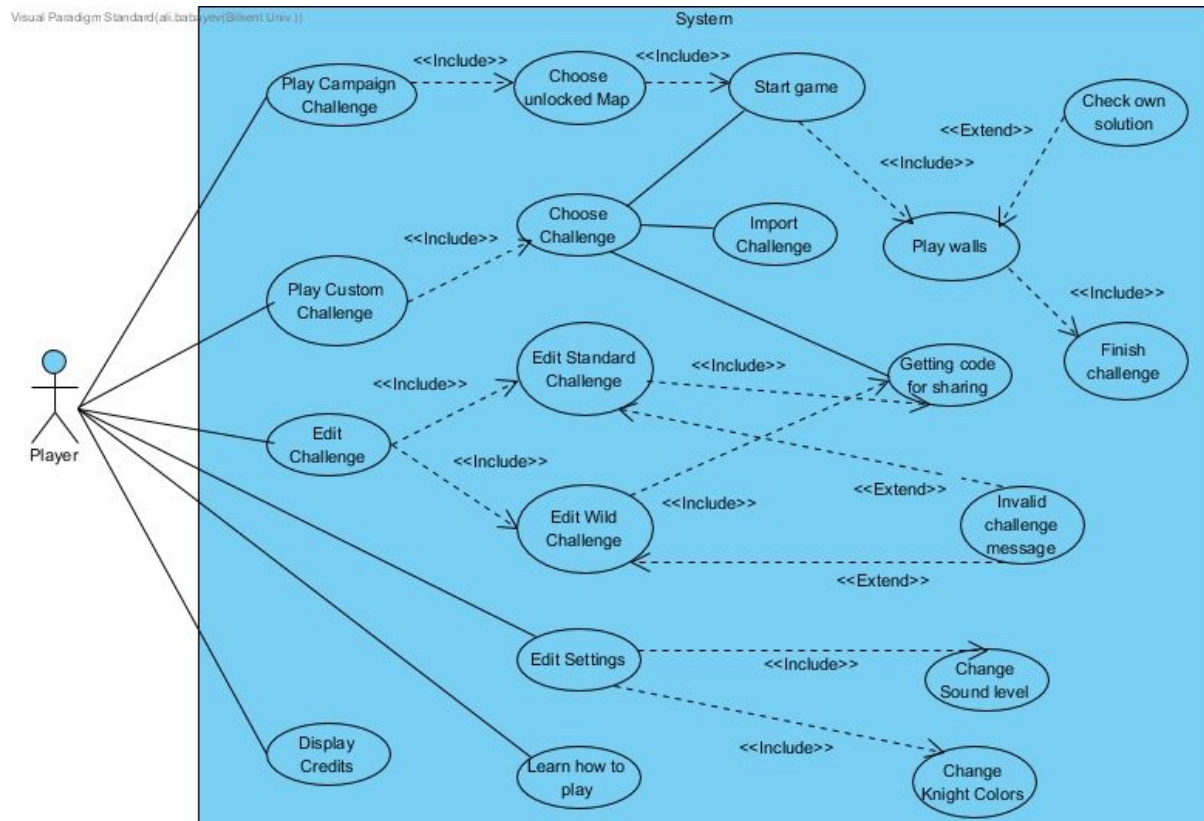 Visual Paradigm Standard(ali.babayev(Bilkent Univ.))
System
Play Campaign
Challenge
<<Include>>
Choose
unlocked Map
<<Include>>
Start game
Check own
solution
<<Extend>>
<<Include>>
Choose
Challenge
Import
Challenge
Play walls
<<Include>>
Play Custom
Challenge
<<Include>>
Finish
challenge
Edit Standard
Challenge
<<Include>>
Getting code
for sharing
<<Include>>
Player
Edit
Challenge
<<Include>>
<<Extend>>
Edit Wild
Challenge
<<Include>>
Invalid
challenge
message
<<Extend>>
Edit Settings
<<Include>>
Change
Sound level
Display
Credits
<<Include>>
Learn how to
play
Change
Knight Colors